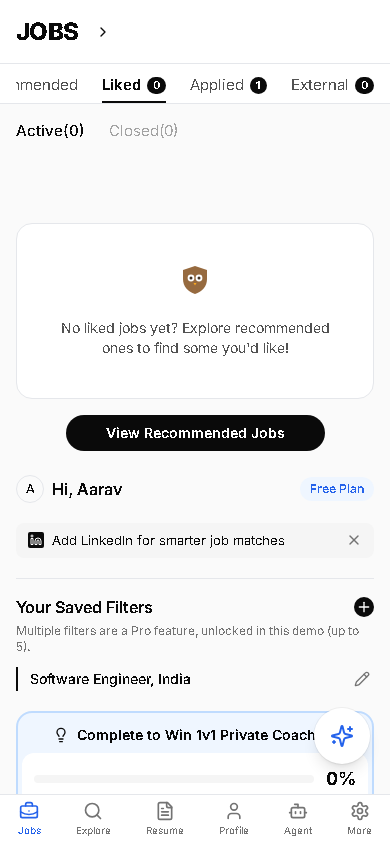 JOBS
nmended Liked 0 Applied 1 External 0
Active(0) Closed(0)
No liked jobs yet? Explore recommended
ones to find some you'd like!
View Recommended Jobs
A Hi, Aarav Free Plan
in Add LinkedIn for smarter job matches
Your Saved Filters
Multiple filters are a Pro feature, unlocked in this demo (up to
5).
Software Engineer, India
Complete to Win 1v1 Private Coach
0%
Jobs Explore Resume Profile Agent More